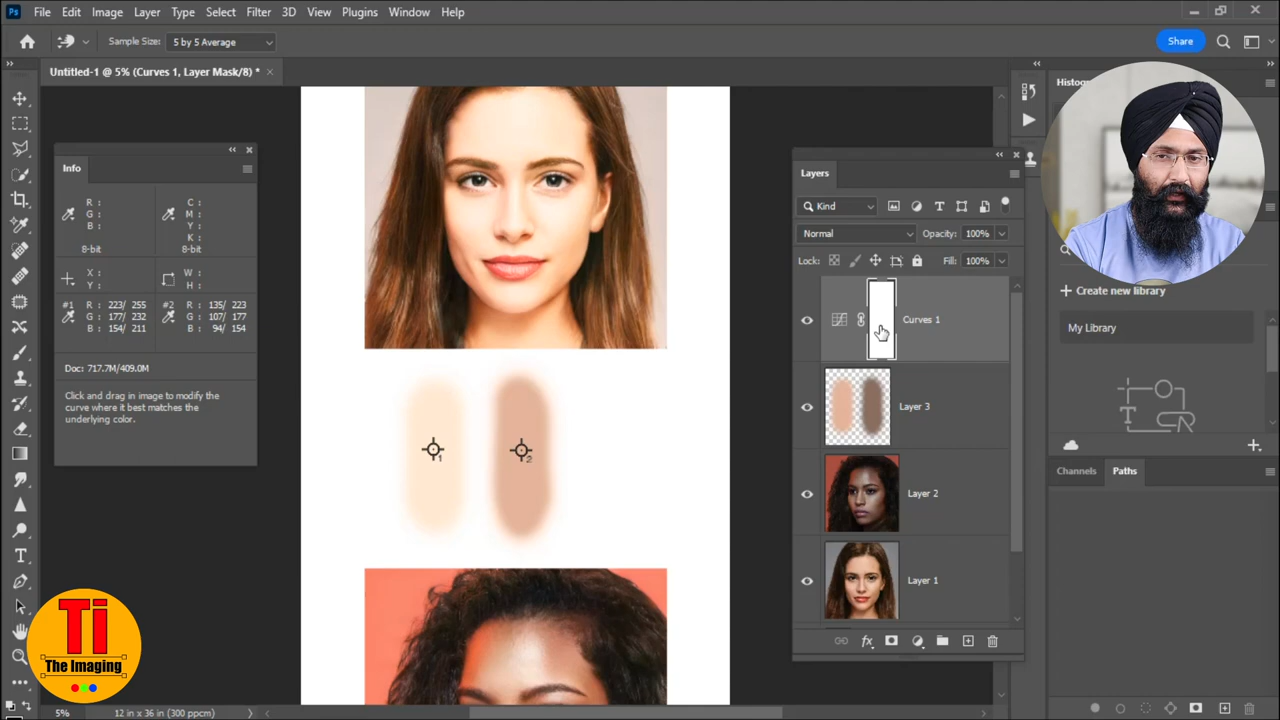 Ps File Edit Image Layer Type Select Filter 3D View Plugins Window Help
Sample Size: 5 by 5 Average Share
Untitled-1 @ 5% (Curves 1, Layer Mask/8) *
Info
R: C:
G: M:
B: Y:
K:
8-bit 8-bit
X: W:
Y: H:
#1 R: 223/ 255 #2 R: 135/ 223
G: 177/ 232 G: 107/ 177
B: 154/ 211 B: 94/ 154
Doc: 717.7M/409.0M
Click and drag in image to modify the
curve where it best matches the
underlying color.
1
2
Layers
Kind
Normal Opacity: 100%
Lock: Fill: 100%
Curves 1
Layer 3
Layer 2
Layer 1
fx
Create new library
My Library
Channels Paths
Ti
The Imaging
5% 12 in x 36 in (300 ppcm)